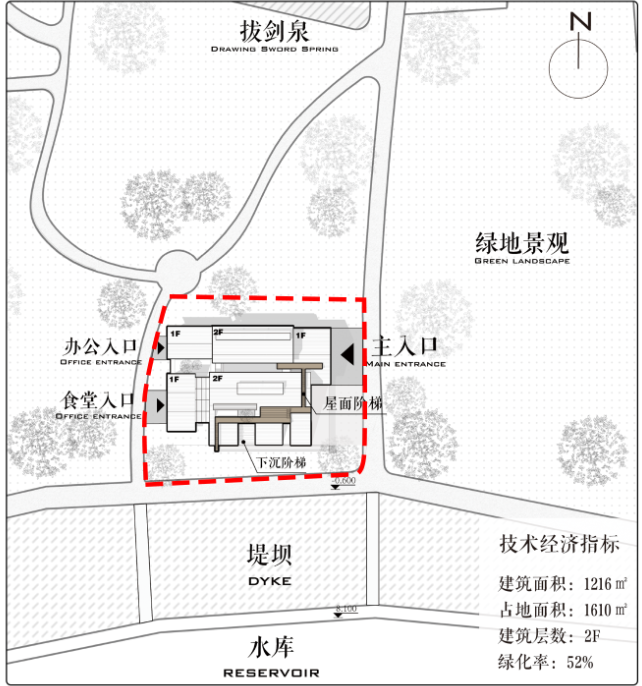 拔剑泉
DRAWING SWORD SPRING
N
绿地景观
GREEN LANDSCAPE
1F
2F
1F
办公入口
OFFICE ENTRANCE
主入口
MAIN ENTRANCE
1F
2F
食堂入口
OFFICE ENTRANCE
屋面阶梯
下沉阶梯
-0.600
技术经济指标
堤坝
DYKE
建筑面积：1216㎡
占地面积：1610㎡
建筑层数：2F
绿化率：52%
水库
RESERVOIR